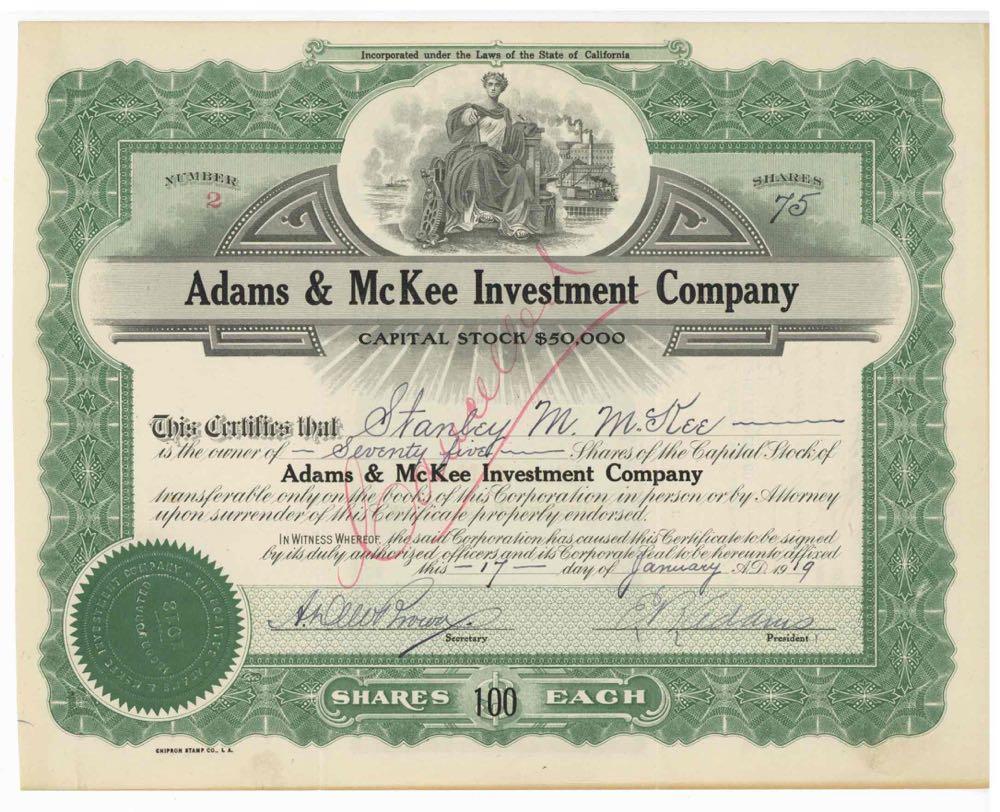 Incorporated under the Laws of the State of California
NUMBER
2
SHARES
75
Adams & McKee Investment Company
CAPITAL STOCK $50,000
Cancelled
This Certifies that Stanley M. McKee
is the owner of — Seventy five — Shares of the Capital Stock of
Adams & McKee Investment Company
transferable only on the books of this Corporation in person or by Attorney
upon surrender of this Certificate properly endorsed.
IN WITNESS WHEREOF, the said Corporation has caused this Certificate to be signed
by its duly authorized officers and its Corporate Seal to be hereunto affixed
this — 17 — day of January A.D. 1919
Secretary
Adams
President
INVESTMENT COMPANY
INCORPORATED
SHARES 100 EACH
CHIPRON STAMP CO., L. A.